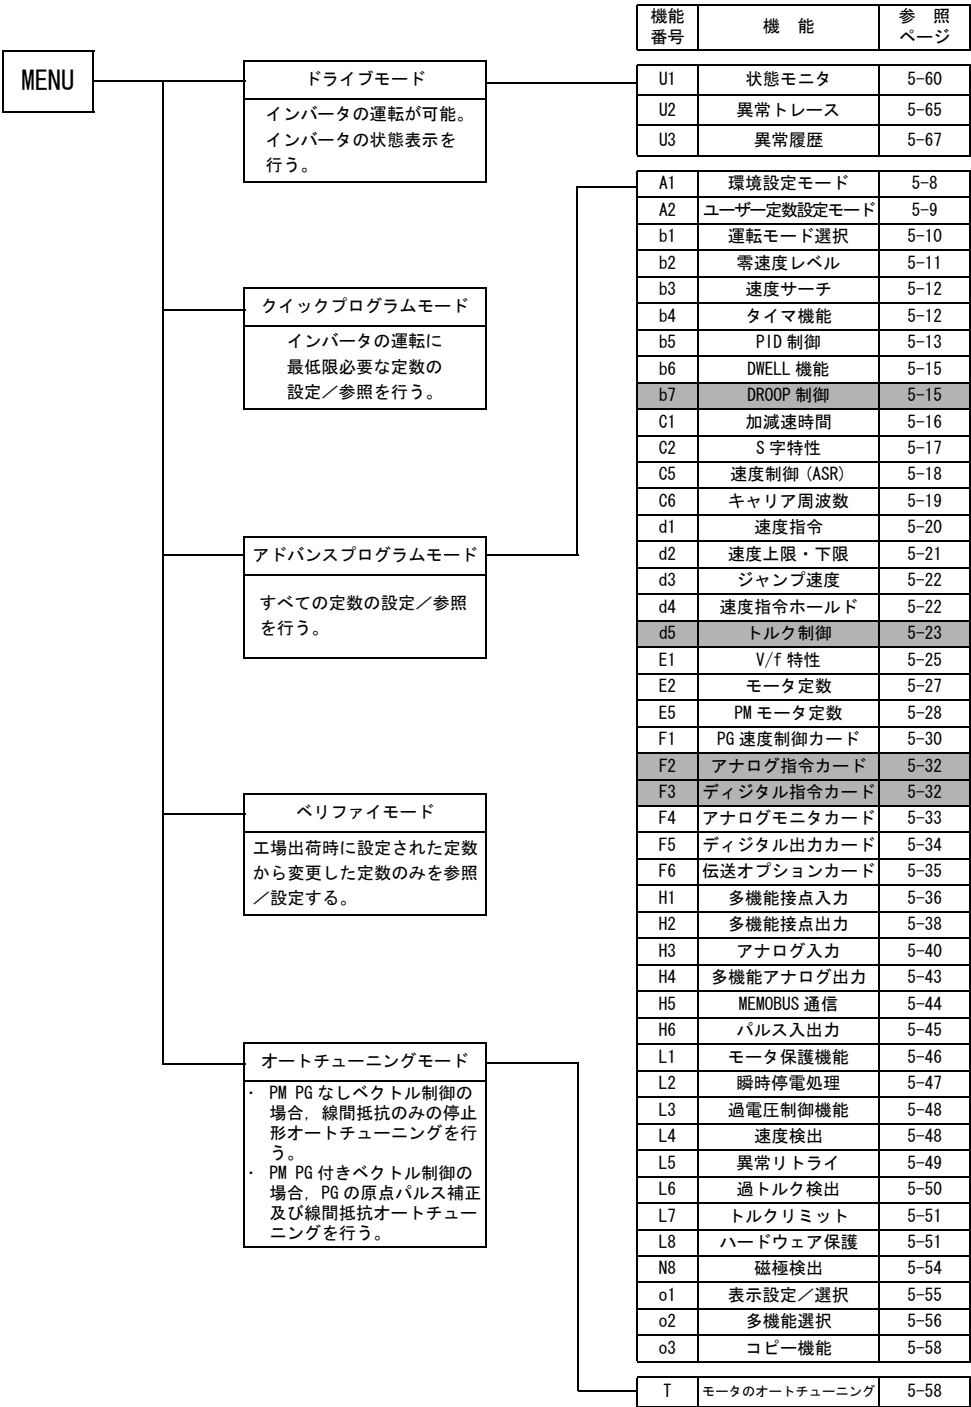 MENU
ドライブモード
インバータの運転が可能。
インバータの状態表示を
行う。
クイックプログラムモード
インバータの運転に
最低限必要な定数の
設定／参照を行う。
アドバンスプログラムモード
すべての定数の設定／参照
を行う。
ベリファイモード
工場出荷時に設定された定数
から変更した定数のみを参照
／設定する。
オートチューニングモード
・ PM PG なしベクトル制御の
場合，線間抵抗のみの停止
形オートチューニングを行
う。
・ PM PG 付きベクトル制御の
場合，PG の原点パルス補正
及び線間抵抗オートチュー
ニングを行う。
機能 機 能 参 照
番号 ページ
U1 状態モニタ 5-60
U2 異常トレース 5-65
U3 異常履歴 5-67
A1 環境設定モード 5-8
A2 ユーザー定数設定モード 5-9
b1 運転モード選択 5-10
b2 零速度レベル 5-11
b3 速度サーチ 5-12
b4 タイマ機能 5-12
b5 PID 制御 5-13
b6 DWELL 機能 5-15
b7 DROOP 制御 5-15
C1 加減速時間 5-16
C2 S 字特性 5-17
C5 速度制御 (ASR) 5-18
C6 キャリア周波数 5-19
d1 速度指令 5-20
d2 速度上限・下限 5-21
d3 ジャンプ速度 5-22
d4 速度指令ホールド 5-22
d5 トルク制御 5-23
E1 V/f 特性 5-25
E2 モータ定数 5-27
E5 PM モータ定数 5-28
F1 PG 速度制御カード 5-30
F2 アナログ指令カード 5-32
F3 ディジタル指令カード 5-32
F4 アナログモニタカード 5-33
F5 ディジタル出力カード 5-34
F6 伝送オプションカード 5-35
H1 多機能接点入力 5-36
H2 多機能接点出力 5-38
H3 アナログ入力 5-40
H4 多機能アナログ出力 5-43
H5 MEMOBUS 通信 5-44
H6 パルス入出力 5-45
L1 モータ保護機能 5-46
L2 瞬時停電処理 5-47
L3 過電圧制御機能 5-48
L4 速度検出 5-48
L5 異常リトライ 5-49
L6 過トルク検出 5-50
L7 トルクリミット 5-51
L8 ハードウェア保護 5-51
N8 磁極検出 5-54
o1 表示設定／選択 5-55
o2 多機能選択 5-56
o3 コピー機能 5-58
T モータのオートチューニング 5-58